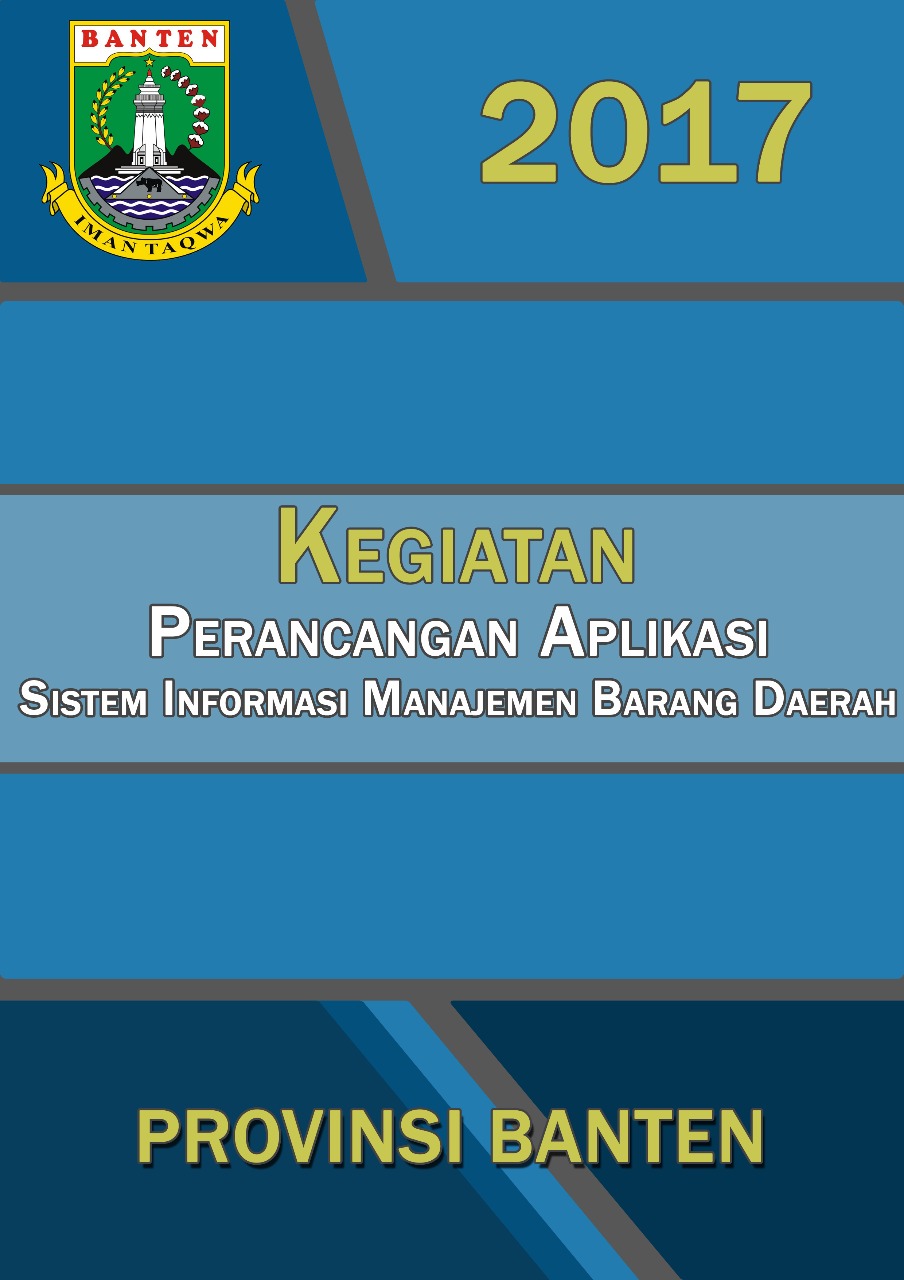 BANTEN
IMAN TAQWA
2017
KEGIATAN
PERANCANGAN APLIKASI
SISTEM INFORMASI MANAJEMEN BARANG DAERAH
PROVINSI BANTEN